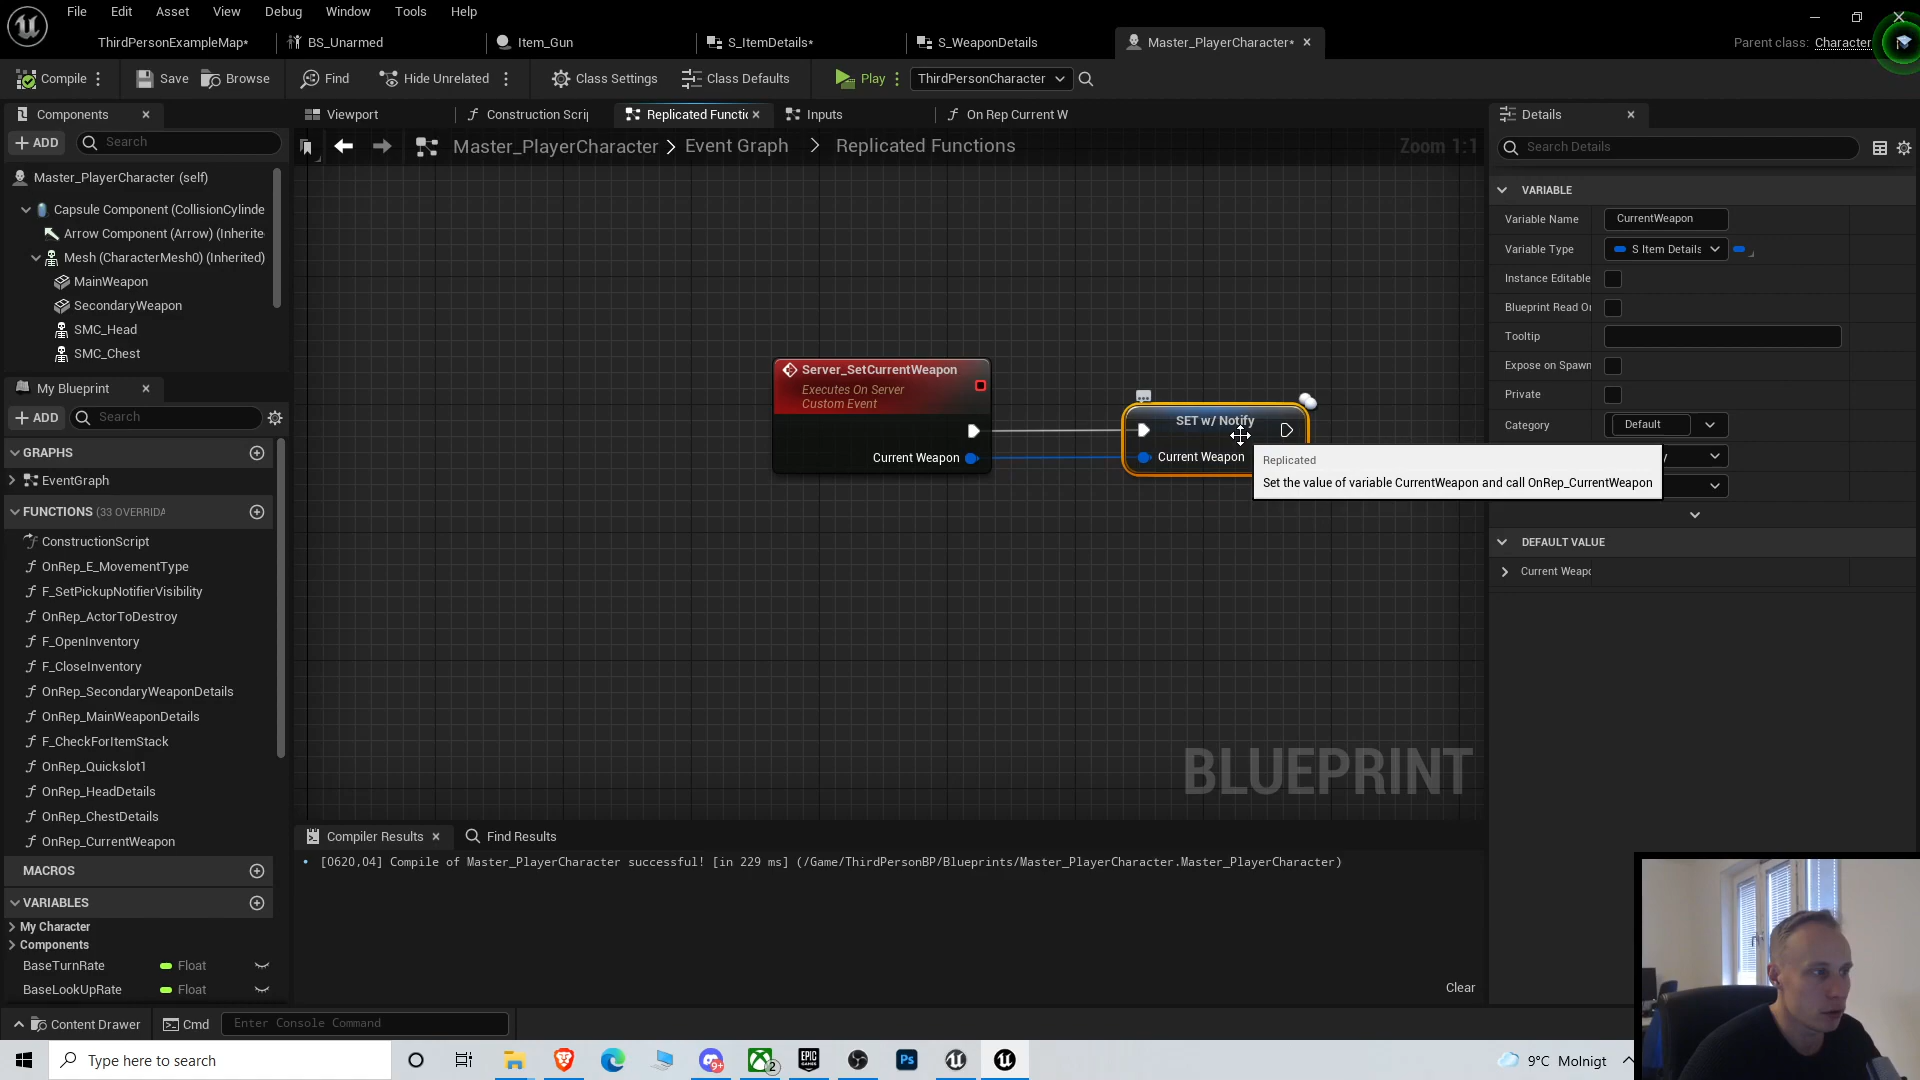 File Edit Asset View Debug Window Tools Help
ThirdPersonExampleMap* BS_Unarmed Item_Gun S_ItemDetails* S_WeaponDetails Master_PlayerCharacter* Parent class: Character
Compile Save Browse Find Hide Unrelated Class Settings Class Defaults Play ThirdPersonCharacter
Components Viewport Construction Scrij Replicated Functio Inputs On Rep Current W Details
ADD Search
Master_PlayerCharacter > Event Graph > Replicated Functions Zoom 1:1 Search Details
Master_PlayerCharacter (self)
Capsule Component (CollisionCylinde
Arrow Component (Arrow) (Inherite
Mesh (CharacterMesh0) (Inherited)
MainWeapon
SecondaryWeapon
SMC_Head
SMC_Chest
My Blueprint
ADD Search
GRAPHS
EventGraph
FUNCTIONS (33 OVERRIDA
ConstructionScript
OnRep_E_MovementType
F_SetPickupNotifierVisibility
OnRep_ActorToDestroy
F_OpenInventory
F_CloseInventory
OnRep_SecondaryWeaponDetails
OnRep_MainWeaponDetails
F_CheckForItemStack
OnRep_Quickslot1
OnRep_HeadDetails
OnRep_ChestDetails
OnRep_CurrentWeapon
MACROS
VARIABLES
My Character
Components
BaseTurnRate Float
BaseLookUpRate Float
Server_SetCurrentWeapon
Executes On Server
Custom Event
Current Weapon
SET w/ Notify
Current Weapon
Replicated
Set the value of variable CurrentWeapon and call OnRep_CurrentWeapon
BLUEPRINT
VARIABLE
Variable Name CurrentWeapon
Variable Type S Item Details
Instance Editable
Blueprint Read Or
Tooltip
Expose on Spawn
Private
Category Default
DEFAULT VALUE
Current Weapo
Compiler Results Find Results
[0620,04] Compile of Master_PlayerCharacter successful! [in 229 ms] (/Game/ThirdPersonBP/Blueprints/Master_PlayerCharacter.Master_PlayerCharacter)
Clear
Content Drawer Cmd Enter Console Command
Type here to search 9+ 2 EPIC GAMES Ps 9°C Molnigt